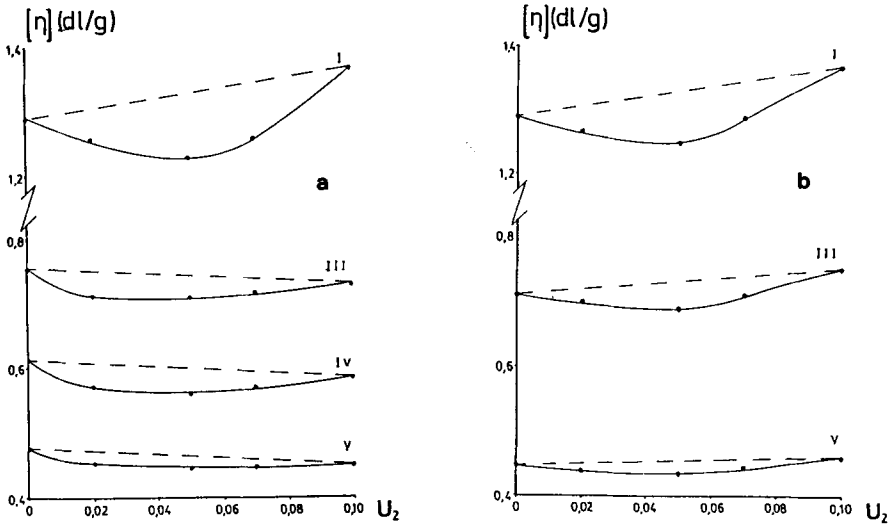 [η](dl/g)
1,4
I
1,2
a
0,8
III
0,6
IV
V
0,4
0 0,02 0,04 0,06 0,08 0,10 U₂
[η](dl/g)
1,4
I
1,2
b
0,8
III
0,6
V
0,4
0 0,02 0,04 0,06 0,08 0,10 U₂